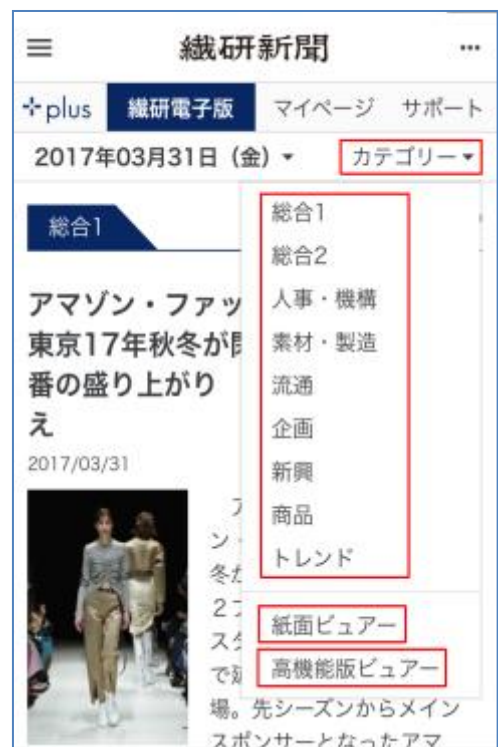 繊研新聞
plus 繊研電子版 マイページ サポート
2017年03月31日（金） カテゴリー
総合1
総合1
総合2
人事・機構
素材・製造
流通
企画
新興
商品
トレンド
紙面ビュアー
高機能版ビュアー
アマゾン・ファッ
東京17年秋冬が
番の盛り上がり
え
2017/03/31
ン・
冬が
2
ス
で
場。先シーズンからメイン
スポンサーとなったアマ